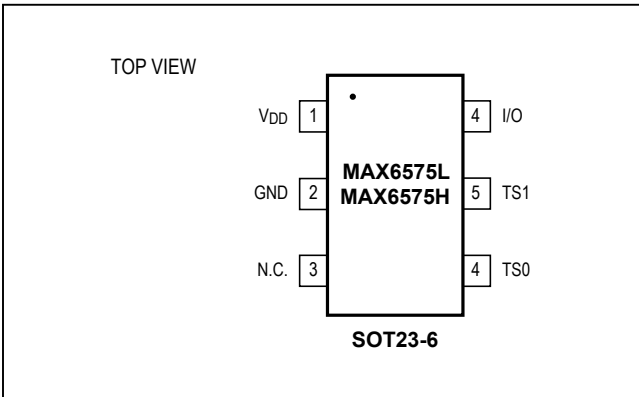 TOP VIEW
VDD 1 4 I/O
MAX6575L
GND 2 MAX6575H 5 TS1
N.C. 3 4 TS0
SOT23-6